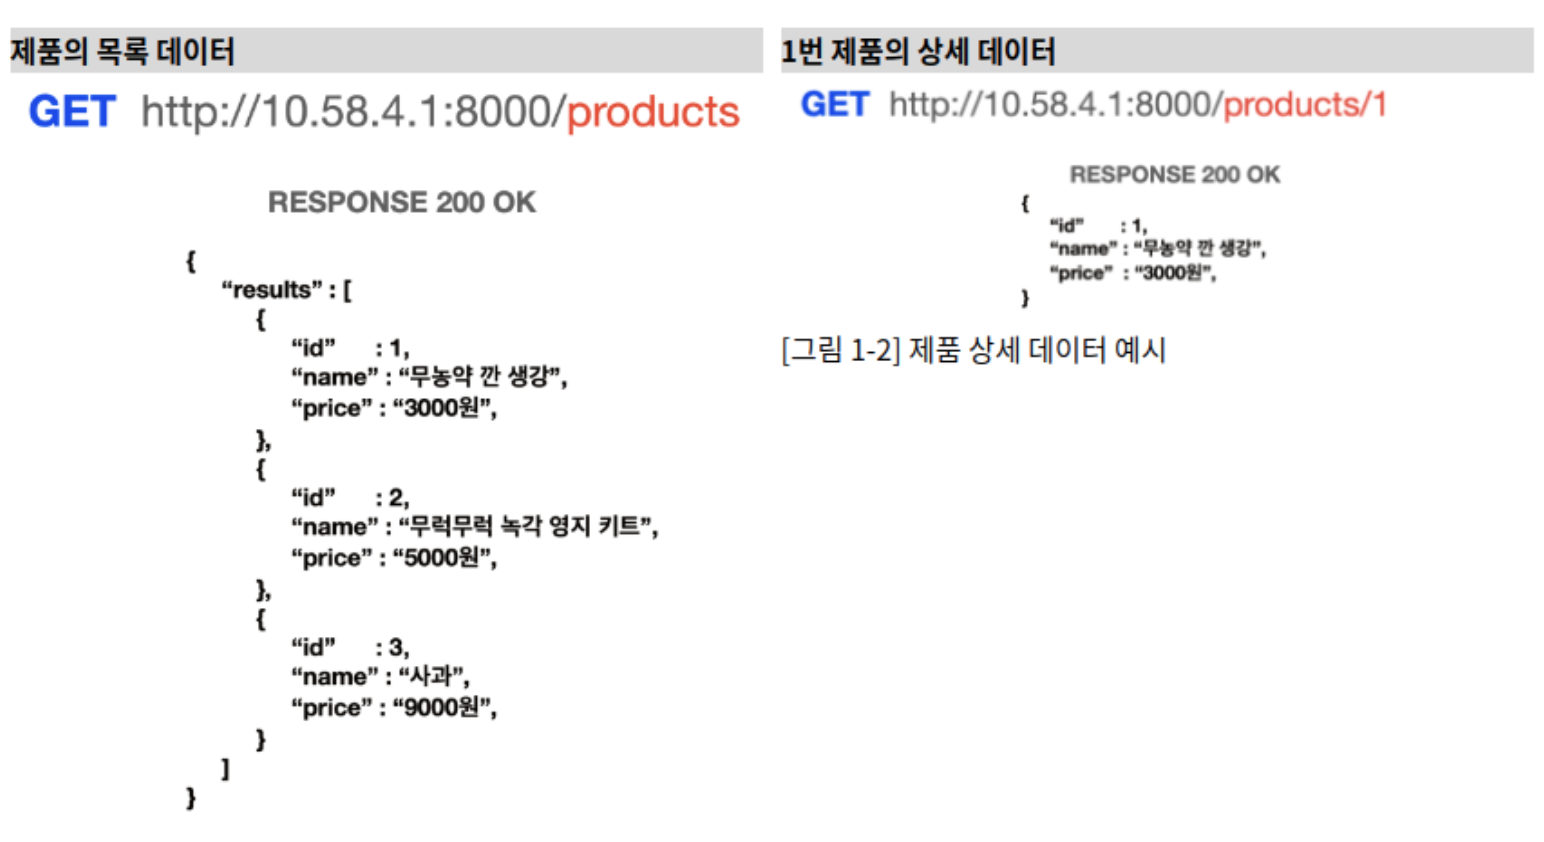 제품의 목록 데이터
GET http://10.58.4.1:8000/products
RESPONSE 200 OK
{
“results” : [
{
“id” : 1,
“name” : “무농약 깐 생강”,
“price” : “3000원”,
},
{
“id” : 2,
“name” : “무럭무럭 녹각 영지 키트”,
“price” : “5000원”,
},
{
“id” : 3,
“name” : “사과”,
“price” : “9000원”,
}
]
}
1번 제품의 상세 데이터
GET http://10.58.4.1:8000/products/1
RESPONSE 200 OK
{
“id” : 1,
“name” : “무농약 깐 생강”,
“price” : “3000원”,
}
[그림 1-2] 제품 상세 데이터 예시